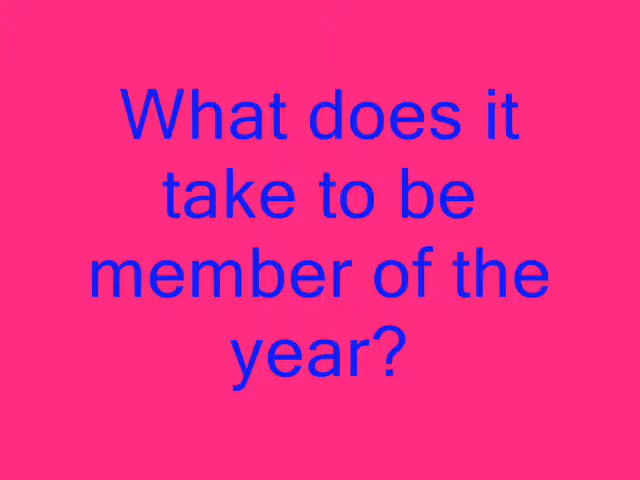 What does it
take to be
member of the
year?